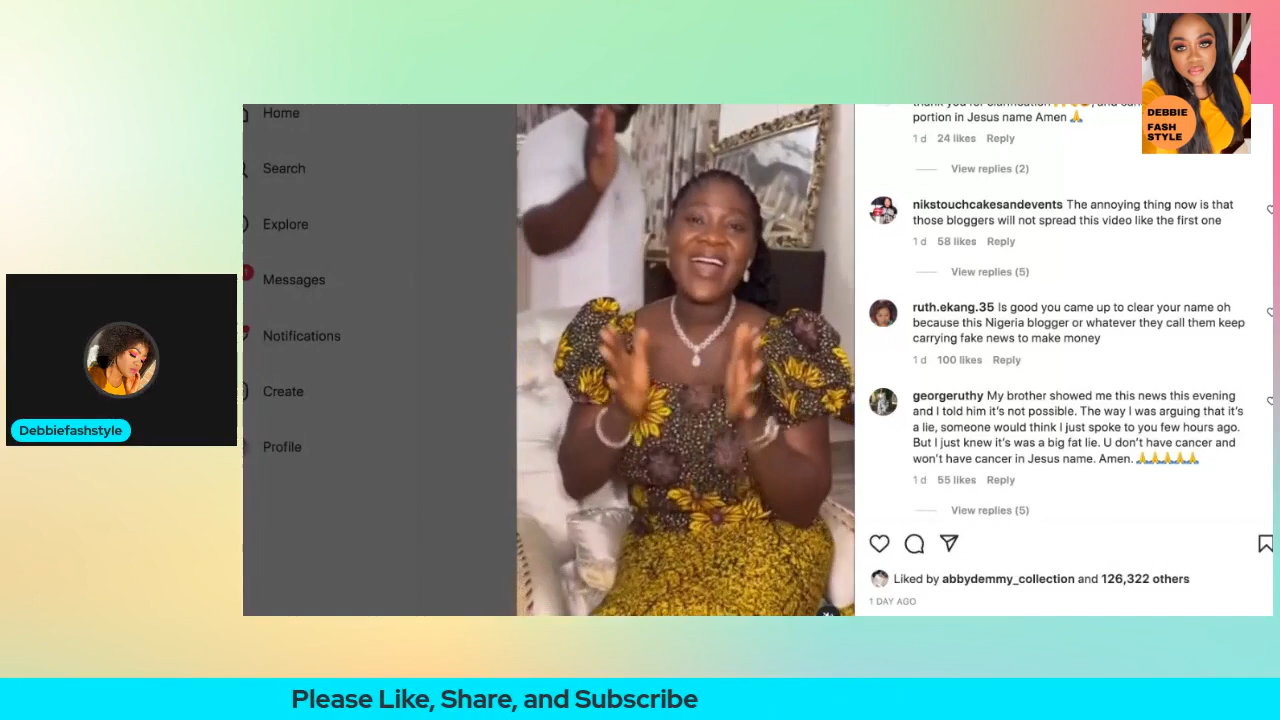 DEBBIE
FASH
STYLE
Home
Search
Explore
Messages
Notifications
Create
Profile
Debbiefashstyle
portion in Jesus name Amen 🙏
1 d 24 likes Reply
View replies (2)
nikstouchcakesandevents The annoying thing now is that
those bloggers will not spread this video like the first one
1 d 58 likes Reply
View replies (5)
ruth.ekang.35 Is good you came up to clear your name oh
because this Nigeria blogger or whatever they call them keep
carrying fake news to make money
1 d 100 likes Reply
georgeruthy My brother showed me this news this evening
and I told him it's not possible. The way I was arguing that it's
a lie, someone would think I just spoke to you few hours ago.
But I just knew it's was a big fat lie. U don't have cancer and
won't have cancer in Jesus name. Amen. 🙏🙏🙏🙏🙏
1 d 55 likes Reply
View replies (5)
Liked by abbydemmy_collection and 126,322 others
1 DAY AGO
Please Like, Share, and Subscribe